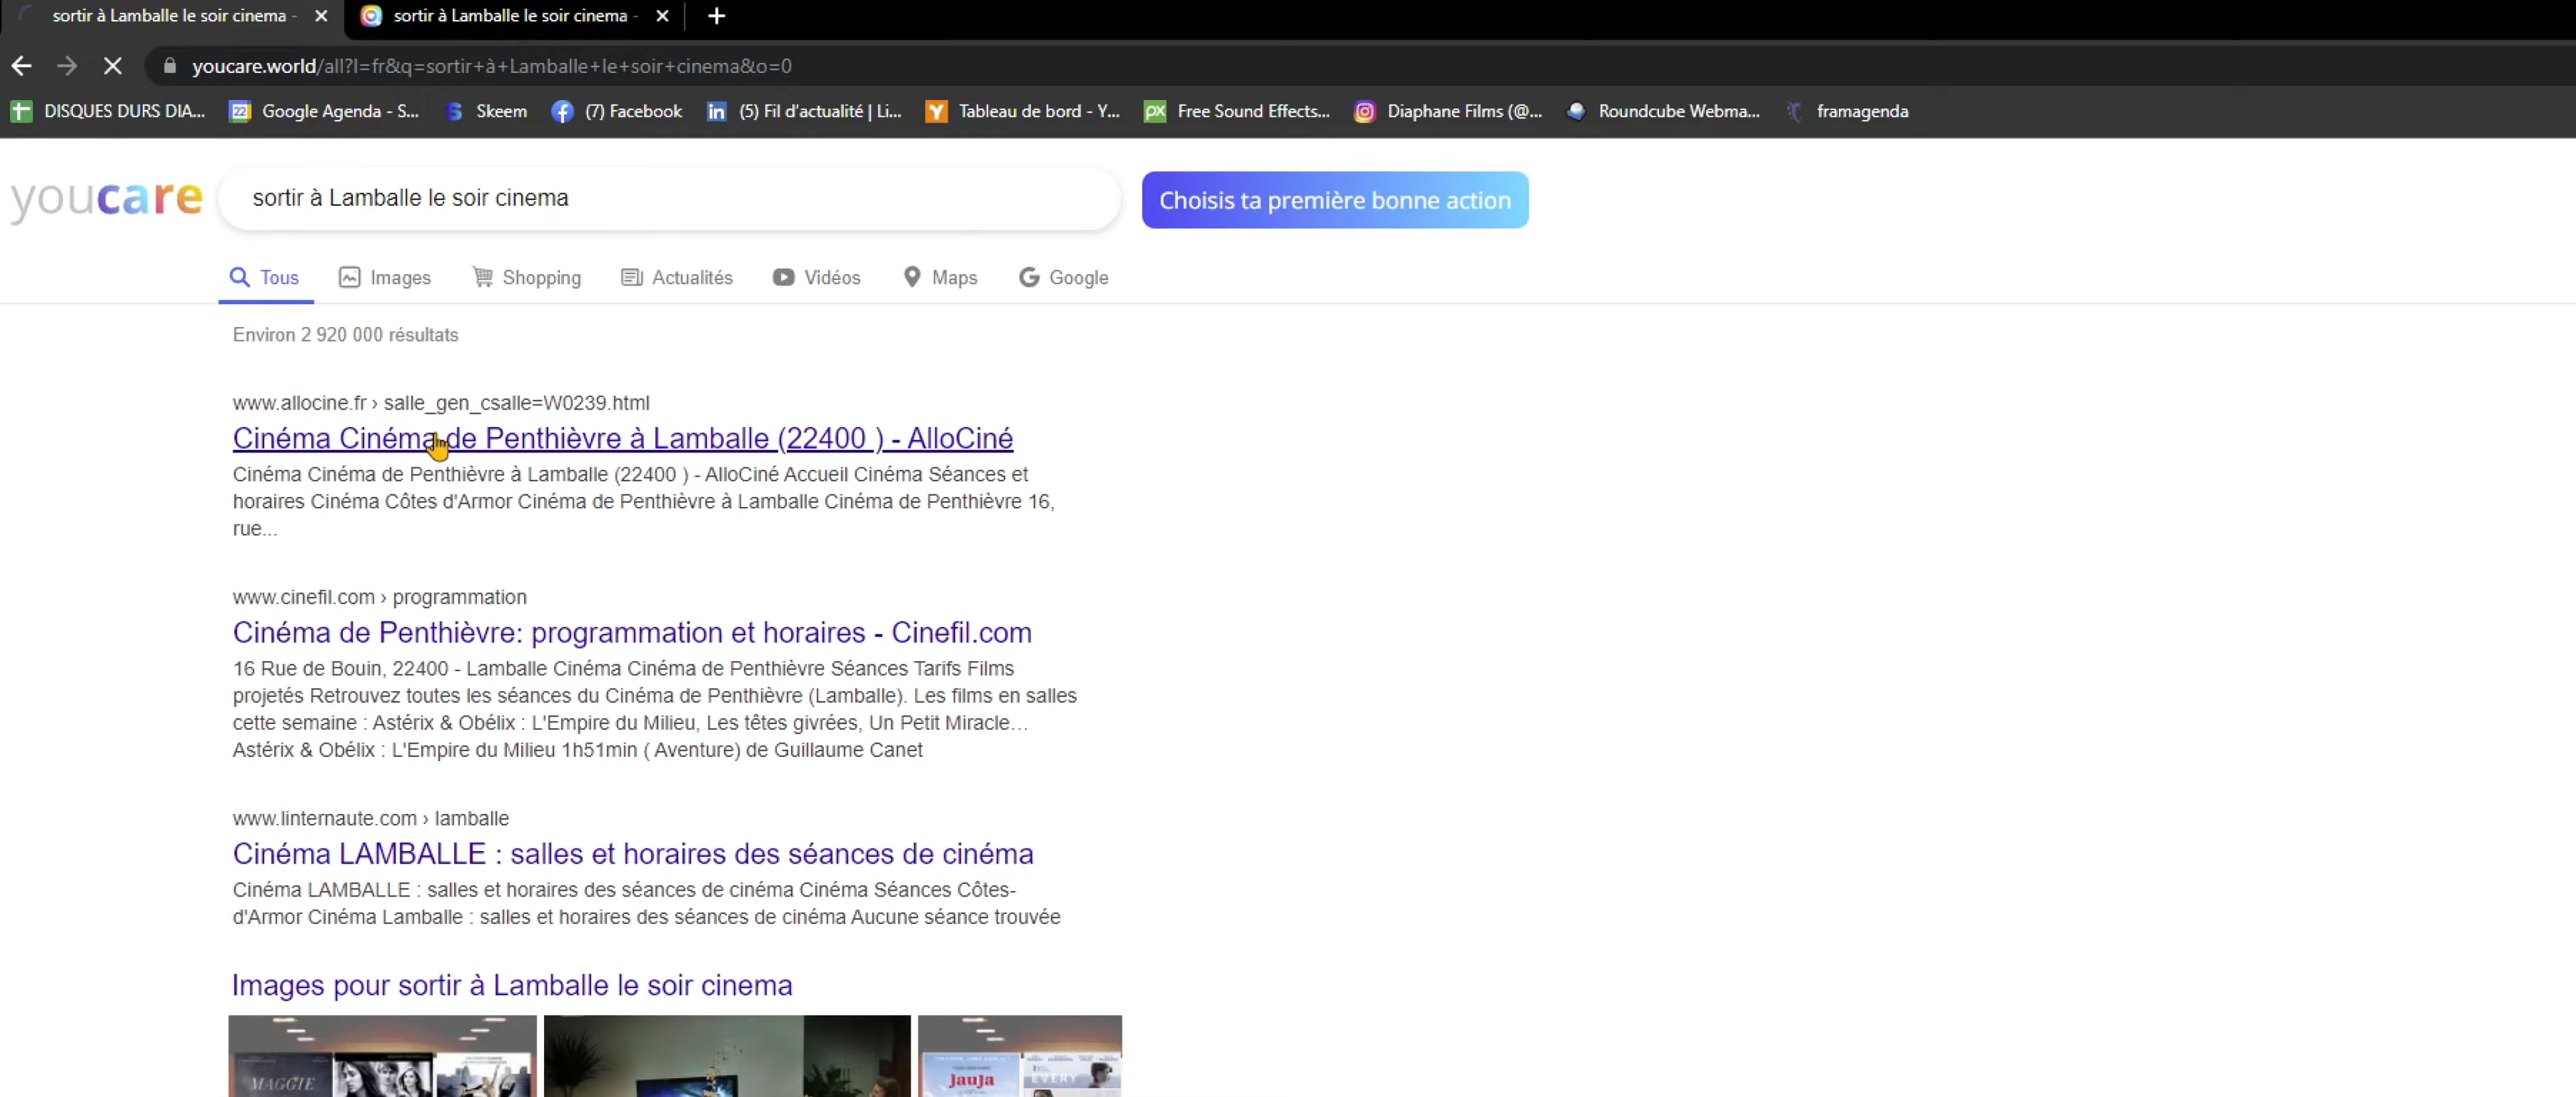 sortir à Lamballe le soir cinema -
sortir à Lamballe le soir cinema -
youcare.world/all?l=fr&q=sortir+à+Lamballe+le+soir+cinema&o=0
DISQUES DURS DIA... Google Agenda - S... Skeem (7) Facebook (5) Fil d'actualité | Li... Tableau de bord - Y... Free Sound Effects... Diaphane Films (@... Roundcube Webma... framagenda
youcare
sortir à Lamballe le soir cinema
Choisis ta première bonne action
Tous Images Shopping Actualités Vidéos Maps Google
Environ 2 920 000 résultats
www.allocine.fr › salle_gen_csalle=W0239.html
Cinéma Cinéma de Penthièvre à Lamballe (22400 ) - AlloCiné
Cinéma Cinéma de Penthièvre à Lamballe (22400 ) - AlloCiné Accueil Cinéma Séances et
horaires Cinéma Côtes d'Armor Cinéma de Penthièvre à Lamballe Cinéma de Penthièvre 16,
rue...
www.cinefil.com › programmation
Cinéma de Penthièvre: programmation et horaires - Cinefil.com
16 Rue de Bouin, 22400 - Lamballe Cinéma Cinéma de Penthièvre Séances Tarifs Films
projetés Retrouvez toutes les séances du Cinéma de Penthièvre (Lamballe). Les films en salles
cette semaine : Astérix & Obélix : L'Empire du Milieu, Les têtes givrées, Un Petit Miracle…
Astérix & Obélix : L'Empire du Milieu 1h51min ( Aventure) de Guillaume Canet
www.linternaute.com › lamballe
Cinéma LAMBALLE : salles et horaires des séances de cinéma
Cinéma LAMBALLE : salles et horaires des séances de cinéma Cinéma Séances Côtes-
d'Armor Cinéma Lamballe : salles et horaires des séances de cinéma Aucune séance trouvée
Images pour sortir à Lamballe le soir cinema
MAGGIE
Jauja
EVERY